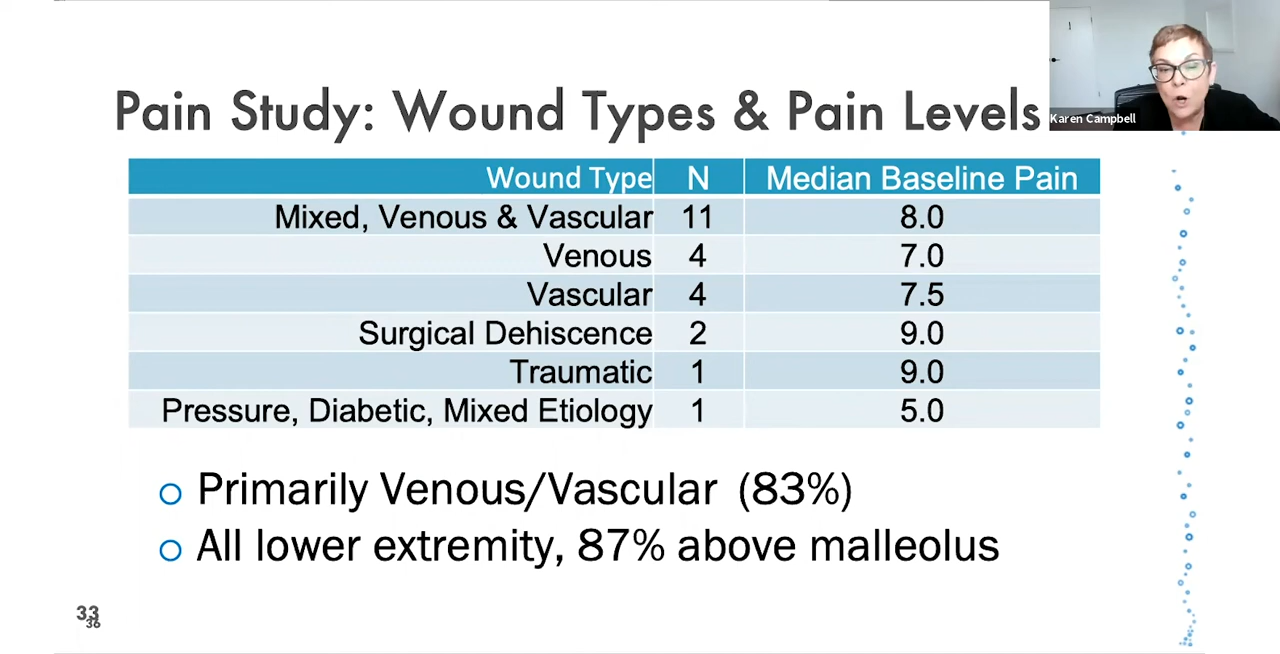 Pain Study: Wound Types & Pain Levels
Karen Campbell
Wound Type N Median Baseline Pain
Mixed, Venous & Vascular 11 8.0
Venous 4 7.0
Vascular 4 7.5
Surgical Dehiscence 2 9.0
Traumatic 1 9.0
Pressure, Diabetic, Mixed Etiology 1 5.0
Primarily Venous/Vascular (83%)
All lower extremity, 87% above malleolus
33
36